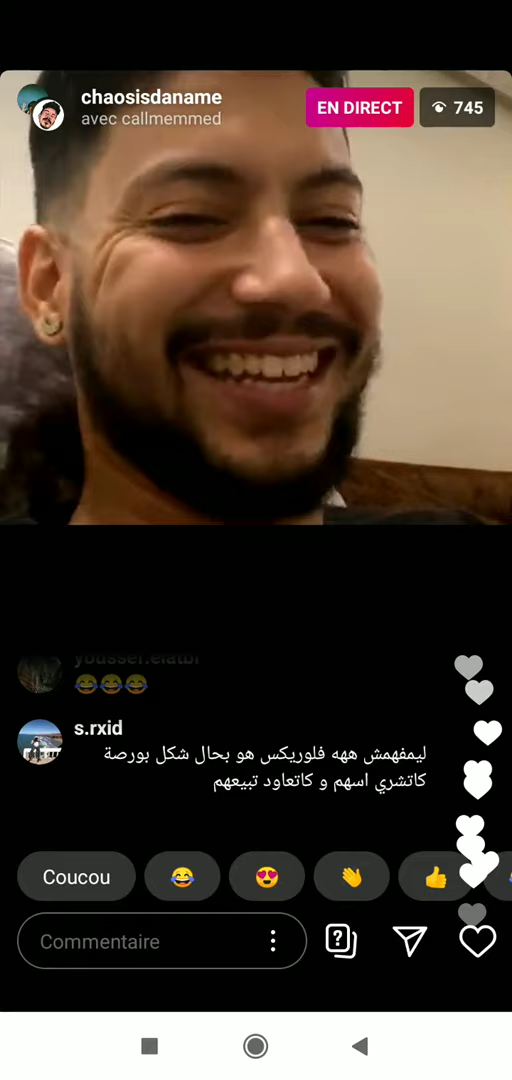 chaosisdaname
avec callmemmed
EN DIRECT
745
😂😂😂
s.rxid
ليمفهمش ههه فلوريكس هو بحال شكل بورصة
كاتشري اسهم و كاتعاود تبيعهم
Coucou
Commentaire